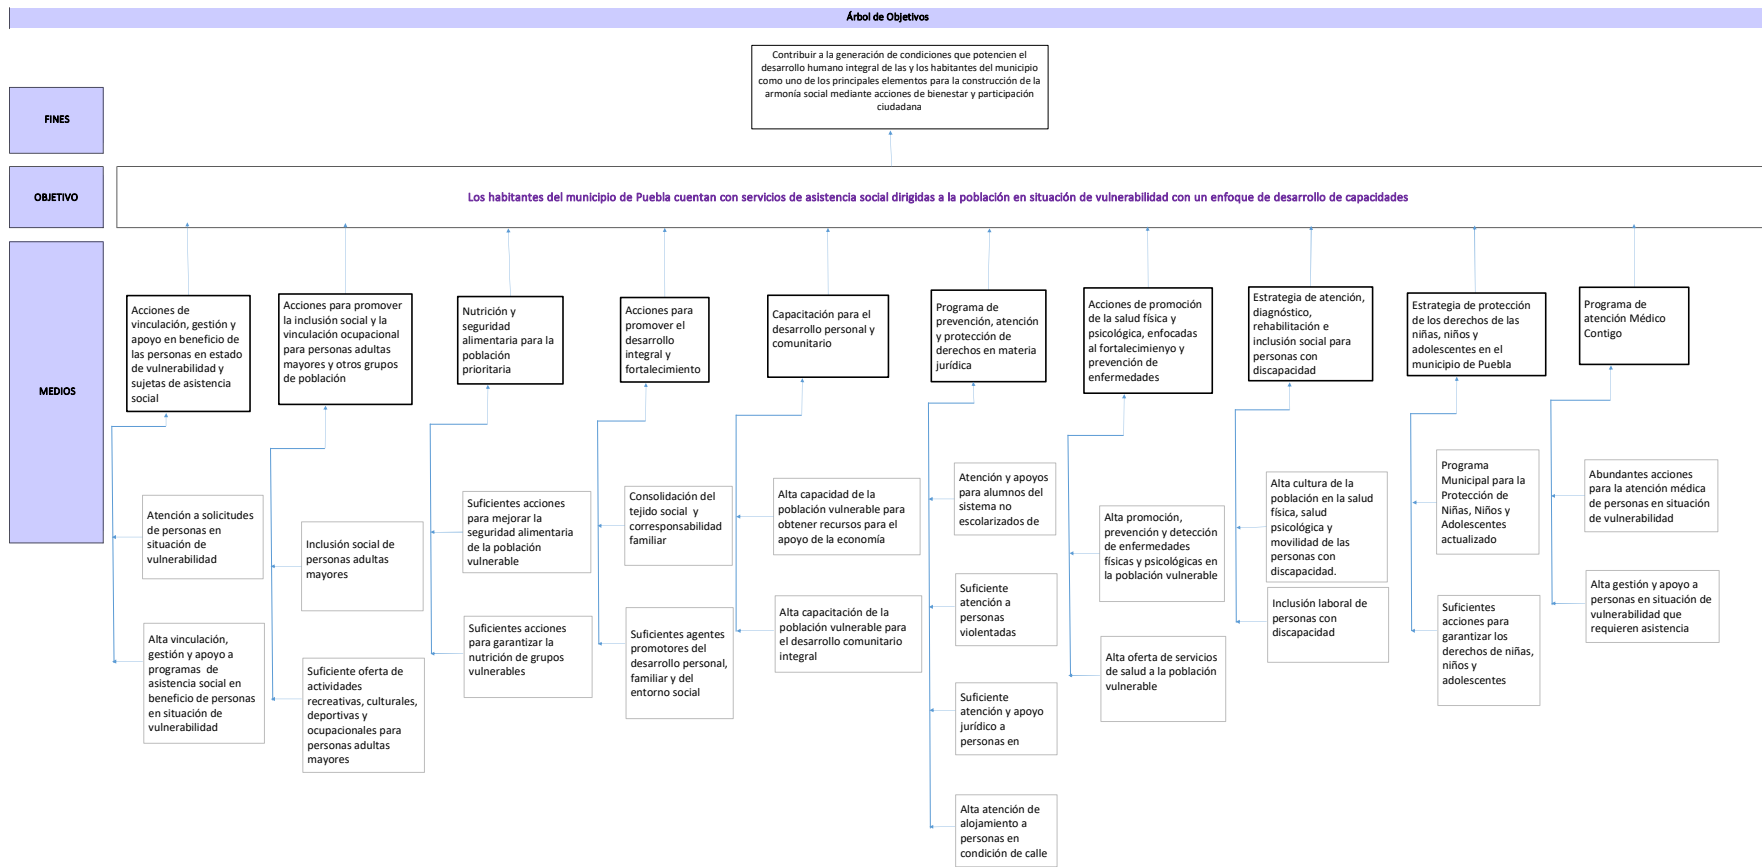 Árbol de Objetivos
Contribuir a la generación de condiciones que potencien el
desarrollo humano integral de las y los habitantes del municipio
como uno de los principales elementos para la construcción de la
armonía social mediante acciones de bienestar y participación
ciudadana
FINES
OBJETIVO
Los habitantes del municipio de Puebla cuentan con servicios de asistencia social dirigidas a la población en situación de vulnerabilidad con un enfoque de desarrollo de capacidades
MEDIOS
Acciones de
vinculación, gestión y
apoyo en beneficio de
las personas en estado
de vulnerabilidad y
sujetas de asistencia
social
Acciones para promover
la inclusión social y la
vinculación ocupacional
para personas adultas
mayores y otros grupos
de población
Nutrición y
seguridad
alimentaria para la
población
prioritaria
Acciones para
promover el
desarrollo
integral y
fortalecimiento
Capacitación para el
desarrollo personal y
comunitario
Programa de
prevención, atención
y protección de
derechos en materia
jurídica
Acciones de promoción
de la salud física y
psicológica, enfocadas
al fortalecimienyo y
prevención de
enfermedades
Estrategia de atención,
diagnóstico,
rehabilitación e
inclusión social para
personas con
discapacidad
Estrategia de protección
de los derechos de las
niñas, niños y
adolescentes en el
municipio de Puebla
Programa de
atención Médico
Contigo
Atención a solicitudes
de personas en
situación de
vulnerabilidad
Alta vinculación,
gestión y apoyo a
programas de
asistencia social en
beneficio de personas
en situación de
vulnerabilidad
Inclusión social de
personas adultas
mayores
Suficiente oferta de
actividades
recreativas, culturales,
deportivas y
ocupacionales para
personas adultas
mayores
Suficientes acciones
para mejorar la
seguridad alimentaria
de la población
vulnerable
Suficientes acciones
para garantizar la
nutrición de grupos
vulnerables
Consolidación del
tejido social y
corresponsabilidad
familiar
Suficientes agentes
promotores del
desarrollo personal,
familiar y del
entorno social
Alta capacidad de la
población vulnerable para
obtener recursos para el
apoyo de la economía
Alta capacitación de la
población vulnerable para
el desarrollo comunitario
integral
Atención y apoyos
para alumnos del
sistema no
escolarizados de
Suficiente
atención a
personas
violentadas
Suficiente
atención y apoyo
jurídico a
personas en
Alta atención de
alojamiento a
personas en
condición de calle
Alta promoción,
prevención y detección
de enfermedades
físicas y psicológicas en
la población vulnerable
Alta oferta de servicios
de salud a la población
vulnerable
Alta cultura de la
población en la salud
física, salud
psicológica y
movilidad de las
personas con
discapacidad.
Inclusión laboral de
personas con
discapacidad
Programa
Municipal para la
Protección de
Niñas, Niños y
Adolescentes
actualizado
Suficientes
acciones para
garantizar los
derechos de niñas,
niños y
adolescentes
Abundantes acciones
para la atención médica
de personas en situación
de vulnerabilidad
Alta gestión y apoyo a
personas en situación de
vulnerabilidad que
requieren asistencia